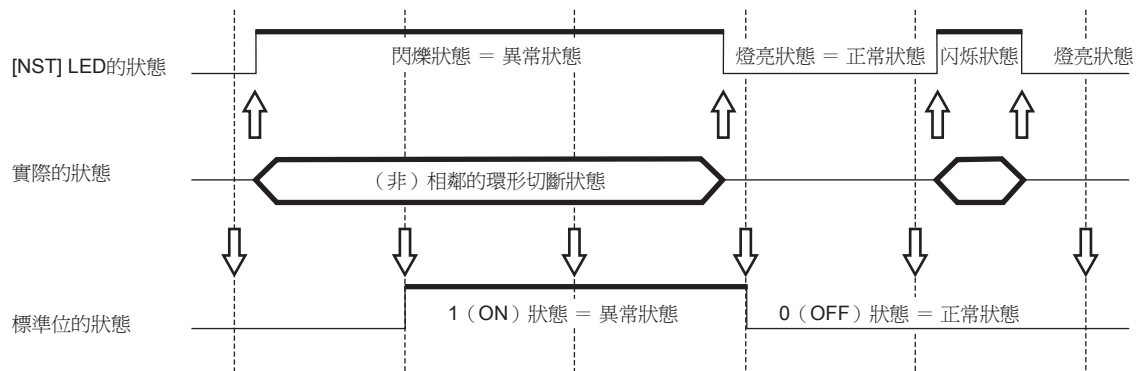 [NST] LED的狀態
閃爍狀態 = 異常狀態
燈亮狀態 = 正常狀態
闪烁狀態
燈亮狀態
實際的狀態
（非）相鄰的環形切斷狀態
標準位的狀態
1（ON）狀態 = 異常狀態
0（OFF）狀態 = 正常狀態